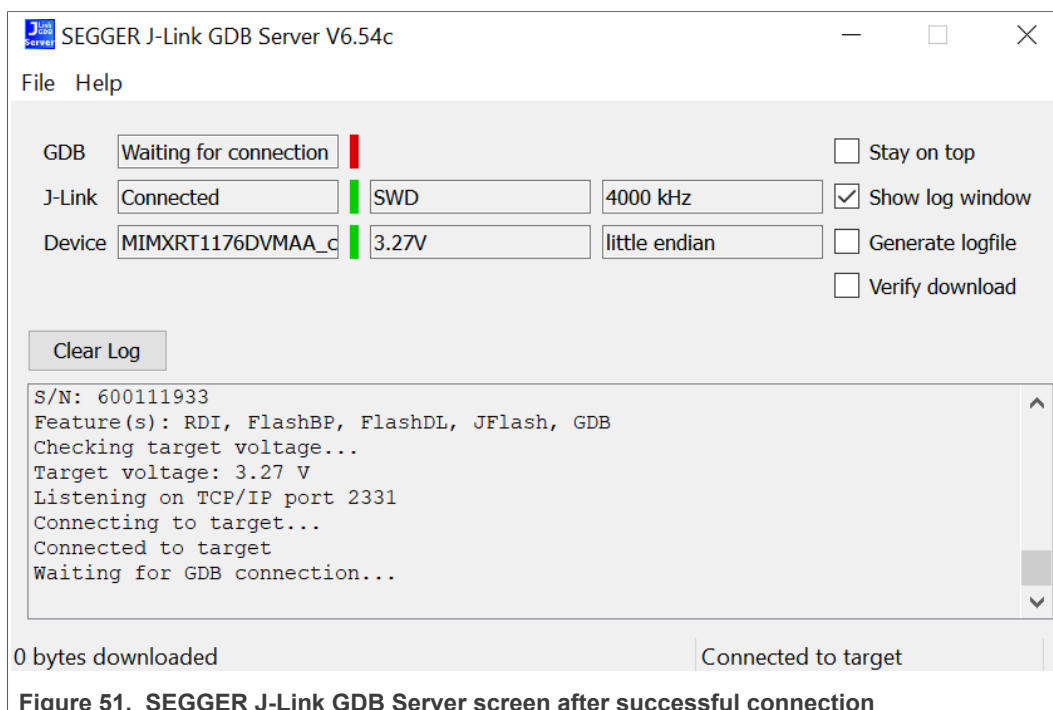 J Link GDB Server SEGGER J-Link GDB Server V6.54c
File Help
GDB Waiting for connection Stay on top
J-Link Connected SWD 4000 kHz Show log window
Device MIMXRT1176DVMAA_c 3.27V little endian Generate logfile
Verify download
Clear Log
S/N: 600111933
Feature(s): RDI, FlashBP, FlashDL, JFlash, GDB
Checking target voltage...
Target voltage: 3.27 V
Listening on TCP/IP port 2331
Connecting to target...
Connected to target
Waiting for GDB connection...
0 bytes downloaded Connected to target
Figure 51. SEGGER J-Link GDB Server screen after successful connection